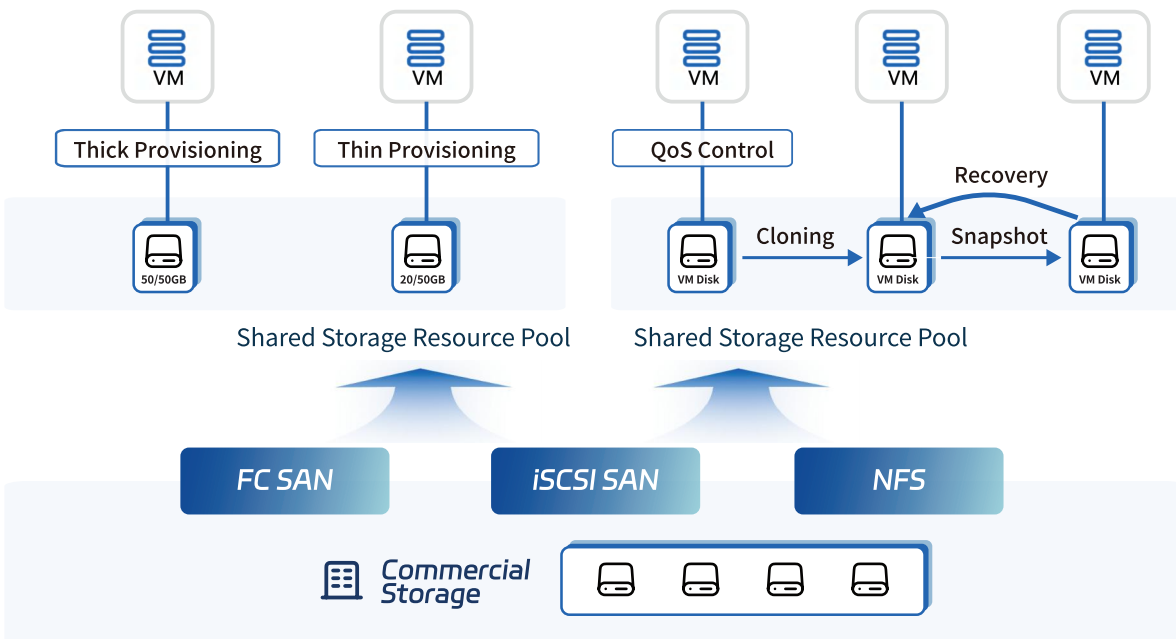 VM
VM
VM
VM
VM
Thick Provisioning
Thin Provisioning
QoS Control
Recovery
Cloning
Snapshot
50/50GB
20/50GB
VM Disk
VM Disk
VM Disk
Shared Storage Resource Pool
Shared Storage Resource Pool
FC SAN
iSCSI SAN
NFS
Commercial
Storage